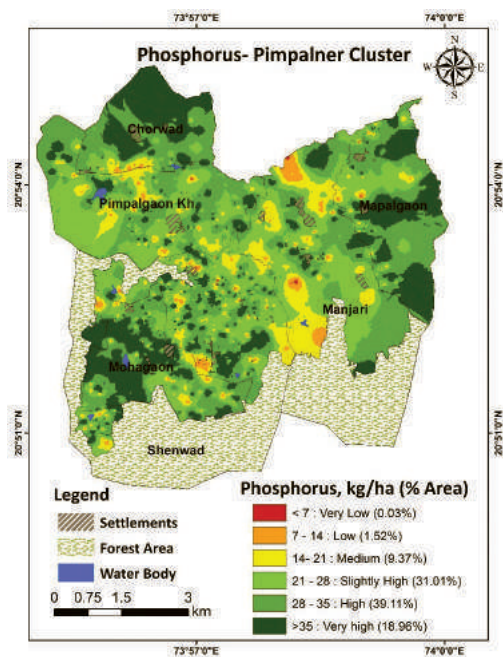 73°57'0"E
74°0'0"E
Phosphorus- Pimpalner Cluster
N
W
E
S
Chorwad
20°54'0"N
20°54'0"N
Pimpalgaon Kh.
Mapalgaon
Manjari
Mohagaon
20°51'0"N
20°51'0"N
Shenwad
Legend
Settlements
Forest Area
Water Body
0 0.75 1.5 3
km
Phosphorus, kg/ha (% Area)
< 7 : Very Low (0.03%)
7 - 14 : Low (1.52%)
14- 21 : Medium (9.37%)
21 - 28 : Slightly High (31.01%)
28 - 35 : High (39.11%)
>35 : Very high (18.96%)
73°57'0"E
74°0'0"E